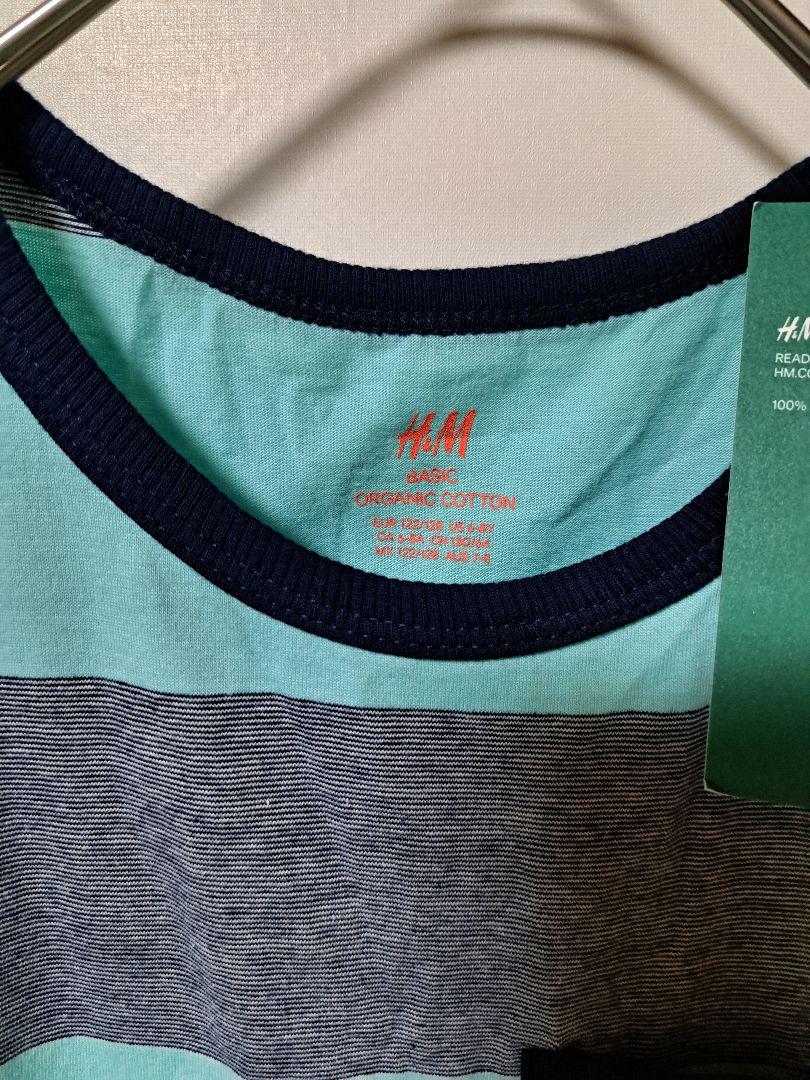 H&M
BASIC
ORGANIC COTTON
EUR 122/128 US 6-8Y
CA 6-8A CN 130/64
MX 122/128 AUS 7-8
H&M
READ
HM.CO
100%